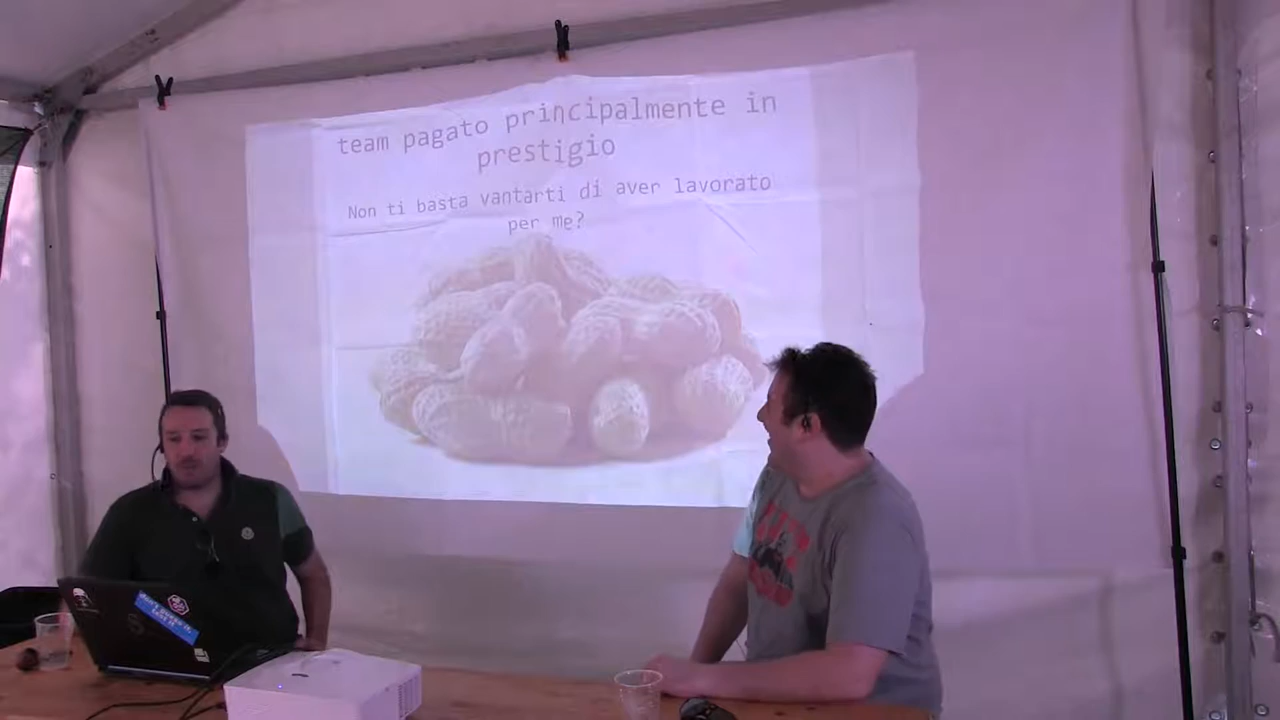 team pagato principalmente in
prestigio
Non ti basta vantarti di aver lavorato
per me?